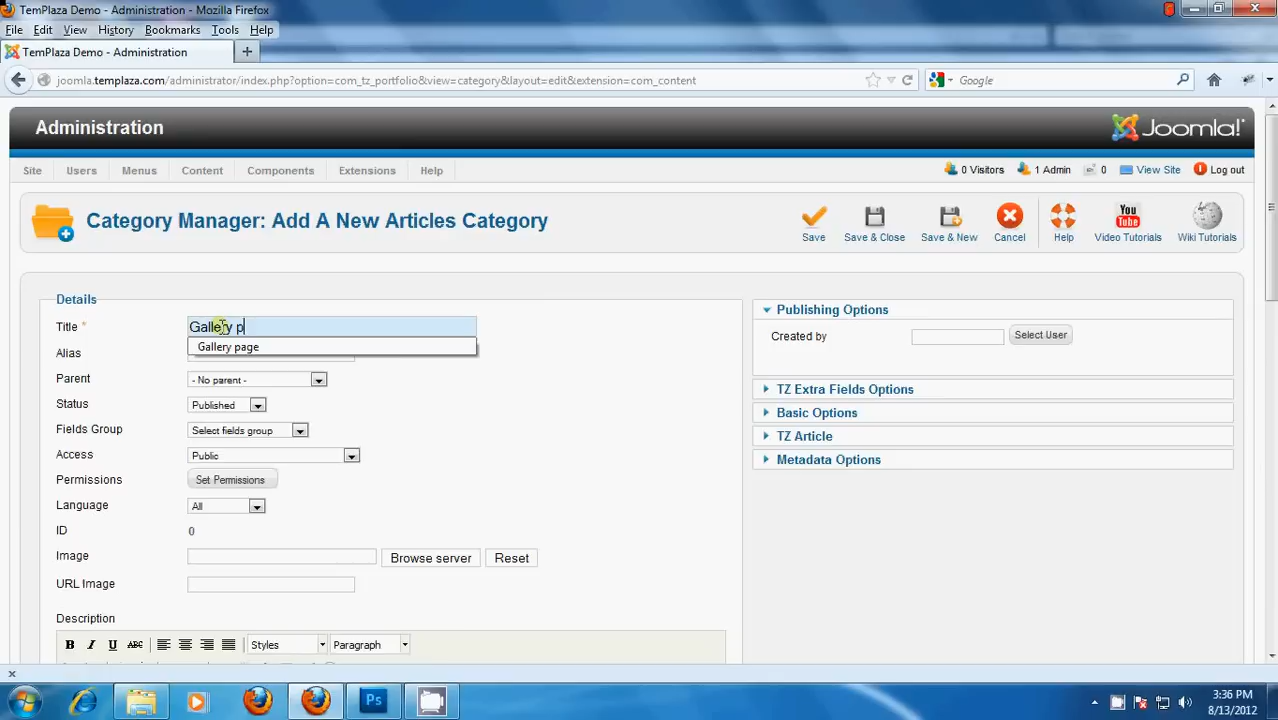 TemPlaza Demo - Administration - Mozilla Firefox
File Edit View History Bookmarks Tools Help
TemPlaza Demo - Administration
joomla.templaza.com/administrator/index.php?option=com_tz_portfolio&view=category&layout=edit&extension=com_content
Google
Administration
Joomla!
Site Users Menus Content Components Extensions Help
0 Visitors 1 Admin 0 View Site Log out
Category Manager: Add A New Articles Category
Save Save & Close Save & New Cancel Help Video Tutorials Wiki Tutorials
You Tube
Details
Title *
Gallery p
Gallery page
Alias
Parent
- No parent -
Status
Published
Fields Group
Select fields group
Access
Public
Permissions
Set Permissions
Language
All
ID
0
Image
Browse server Reset
URL Image
Description
B I U ABC Styles Paragraph
Publishing Options
Created by
Select User
TZ Extra Fields Options
Basic Options
TZ Article
Metadata Options
x
Ps
3:36 PM
8/13/2012